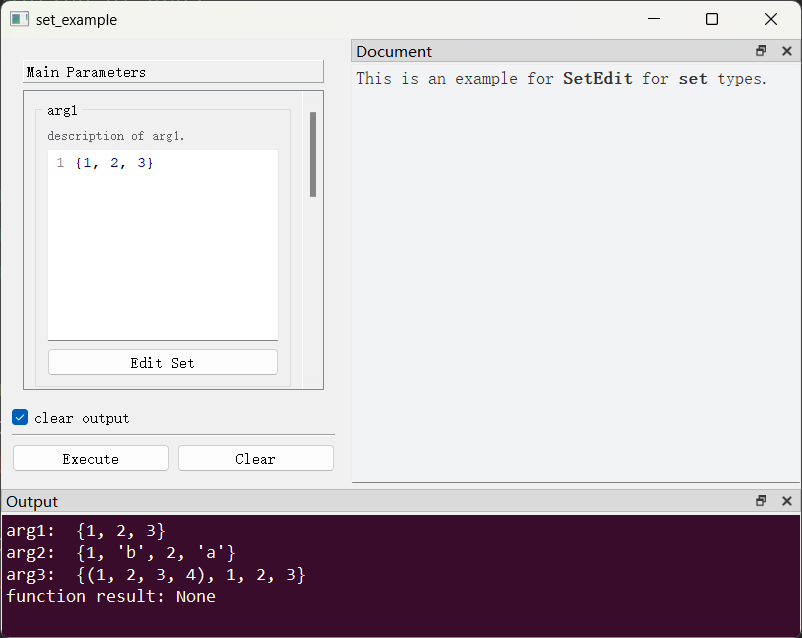 set_example
Main Parameters
arg1
description of arg1.
1 {1, 2, 3}
Edit Set
clear output
Execute
Clear
Document
This is an example for SetEdit for set types.
Output
arg1:  {1, 2, 3}
arg2:  {1, 'b', 2, 'a'}
arg3:  {(1, 2, 3, 4), 1, 2, 3}
function result: None